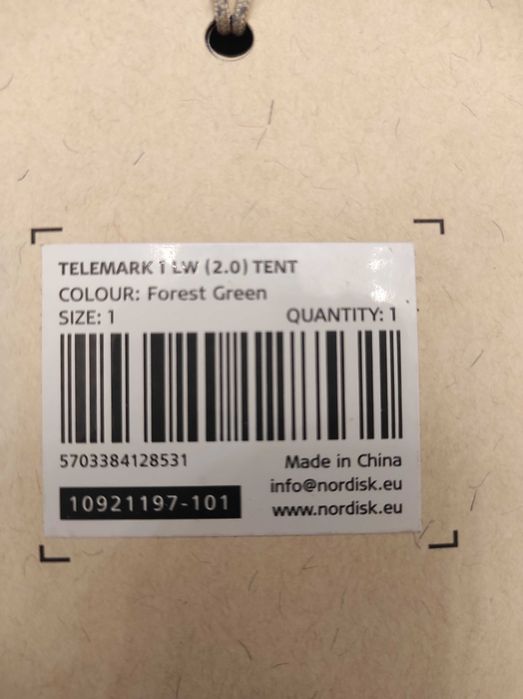 TELEMARK 1 LW (2.0) TENT
COLOUR: Forest Green
SIZE: 1 QUANTITY: 1
5703384128531 Made in China
info@nordisk.eu
10921197-101
www.nordisk.eu